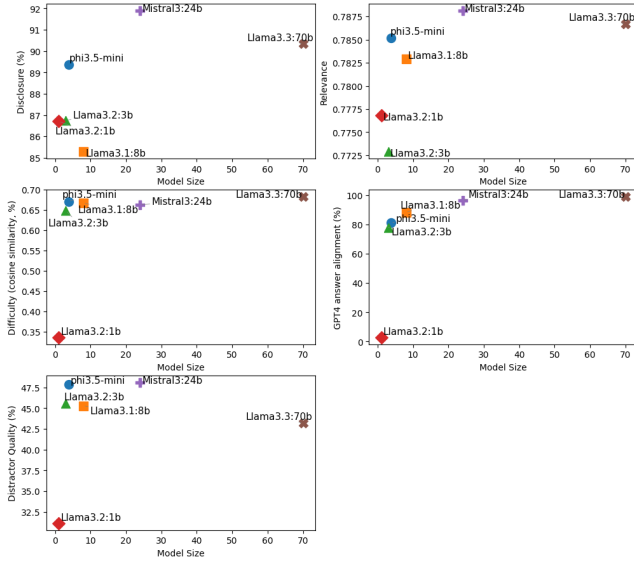 92
91
90
89
88
87
86
85
Disclosure (%)
Mistral3:24b
Llama3.3:70b
phi3.5-mini
Llama3.2:3b
Llama3.2:1b
Llama3.1:8b
0 10 20 30 40 50 60 70
Model Size
0.7875
0.7850
0.7825
0.7800
0.7775
0.7750
0.7725
Relevance
Mistral3:24b
Llama3.3:70b
phi3.5-mini
Llama3.1:8b
Llama3.2:1b
Llama3.2:3b
0 10 20 30 40 50 60 70
Model Size
0.70
0.65
0.60
0.55
0.50
0.45
0.40
0.35
Difficulty (cosine similarity, %)
phi3.5-mini
Llama3.3:70b
Mistral3:24b
Llama3.1:8b
Llama3.2:3b
Llama3.2:1b
0 10 20 30 40 50 60 70
Model Size
100
80
60
40
20
0
GPT4 answer alignment (%)
Mistral3:24b
Llama3.3:70b
Llama3.1:8b
phi3.5-mini
Llama3.2:3b
Llama3.2:1b
0 10 20 30 40 50 60 70
Model Size
47.5
45.0
42.5
40.0
37.5
35.0
32.5
Distractor Quality (%)
phi3.5-mini
Mistral3:24b
Llama3.2:3b
Llama3.1:8b
Llama3.3:70b
Llama3.2:1b
0 10 20 30 40 50 60 70
Model Size